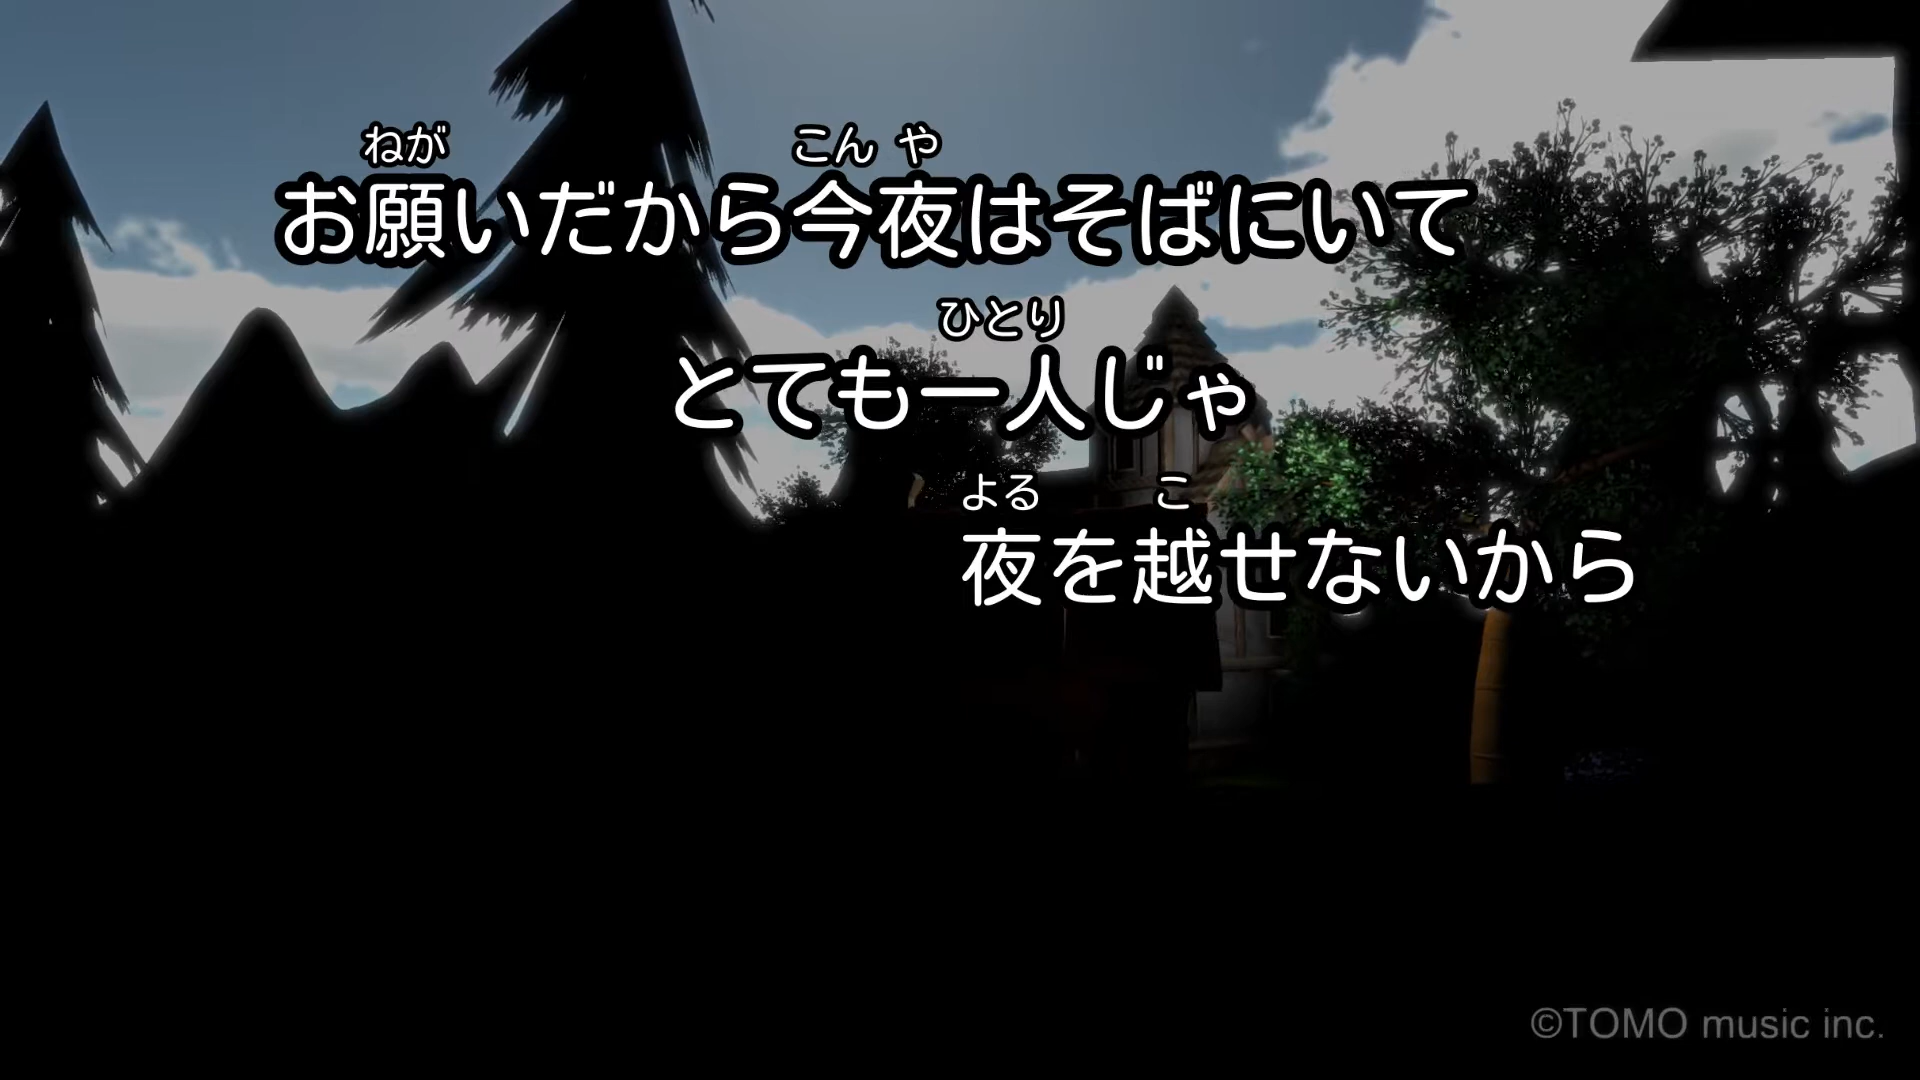 ねが こんや
お願いだから今夜はそばにいて
ひとり
とても一人じゃ
よる こ
夜を越せないから
©TOMO music inc.